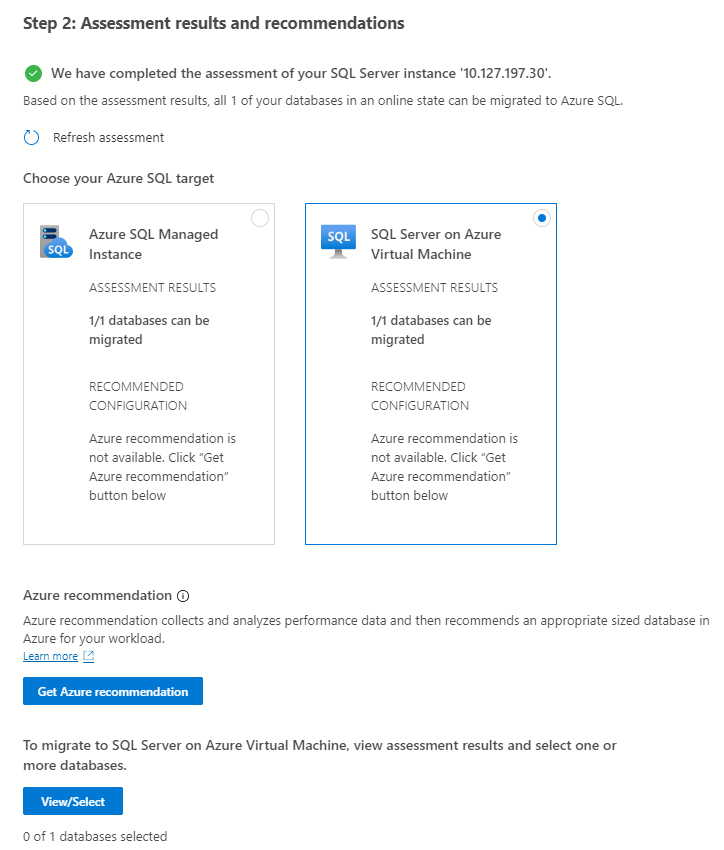 Step 2: Assessment results and recommendations
We have completed the assessment of your SQL Server instance '10.127.197.30'.
Based on the assessment results, all 1 of your databases in an online state can be migrated to Azure SQL.
Refresh assessment
Choose your Azure SQL target
SQL
Azure SQL Managed
Instance
ASSESSMENT RESULTS
1/1 databases can be
migrated
RECOMMENDED
CONFIGURATION
Azure recommendation is
not available. Click “Get
Azure recommendation”
button below
SQL
SQL Server on Azure
Virtual Machine
ASSESSMENT RESULTS
1/1 databases can be
migrated
RECOMMENDED
CONFIGURATION
Azure recommendation is
not available. Click “Get
Azure recommendation”
button below
Azure recommendation
Azure recommendation collects and analyzes performance data and then recommends an appropriate sized database in
Azure for your workload.
Learn more
Get Azure recommendation
To migrate to SQL Server on Azure Virtual Machine, view assessment results and select one or
more databases.
View/Select
0 of 1 databases selected